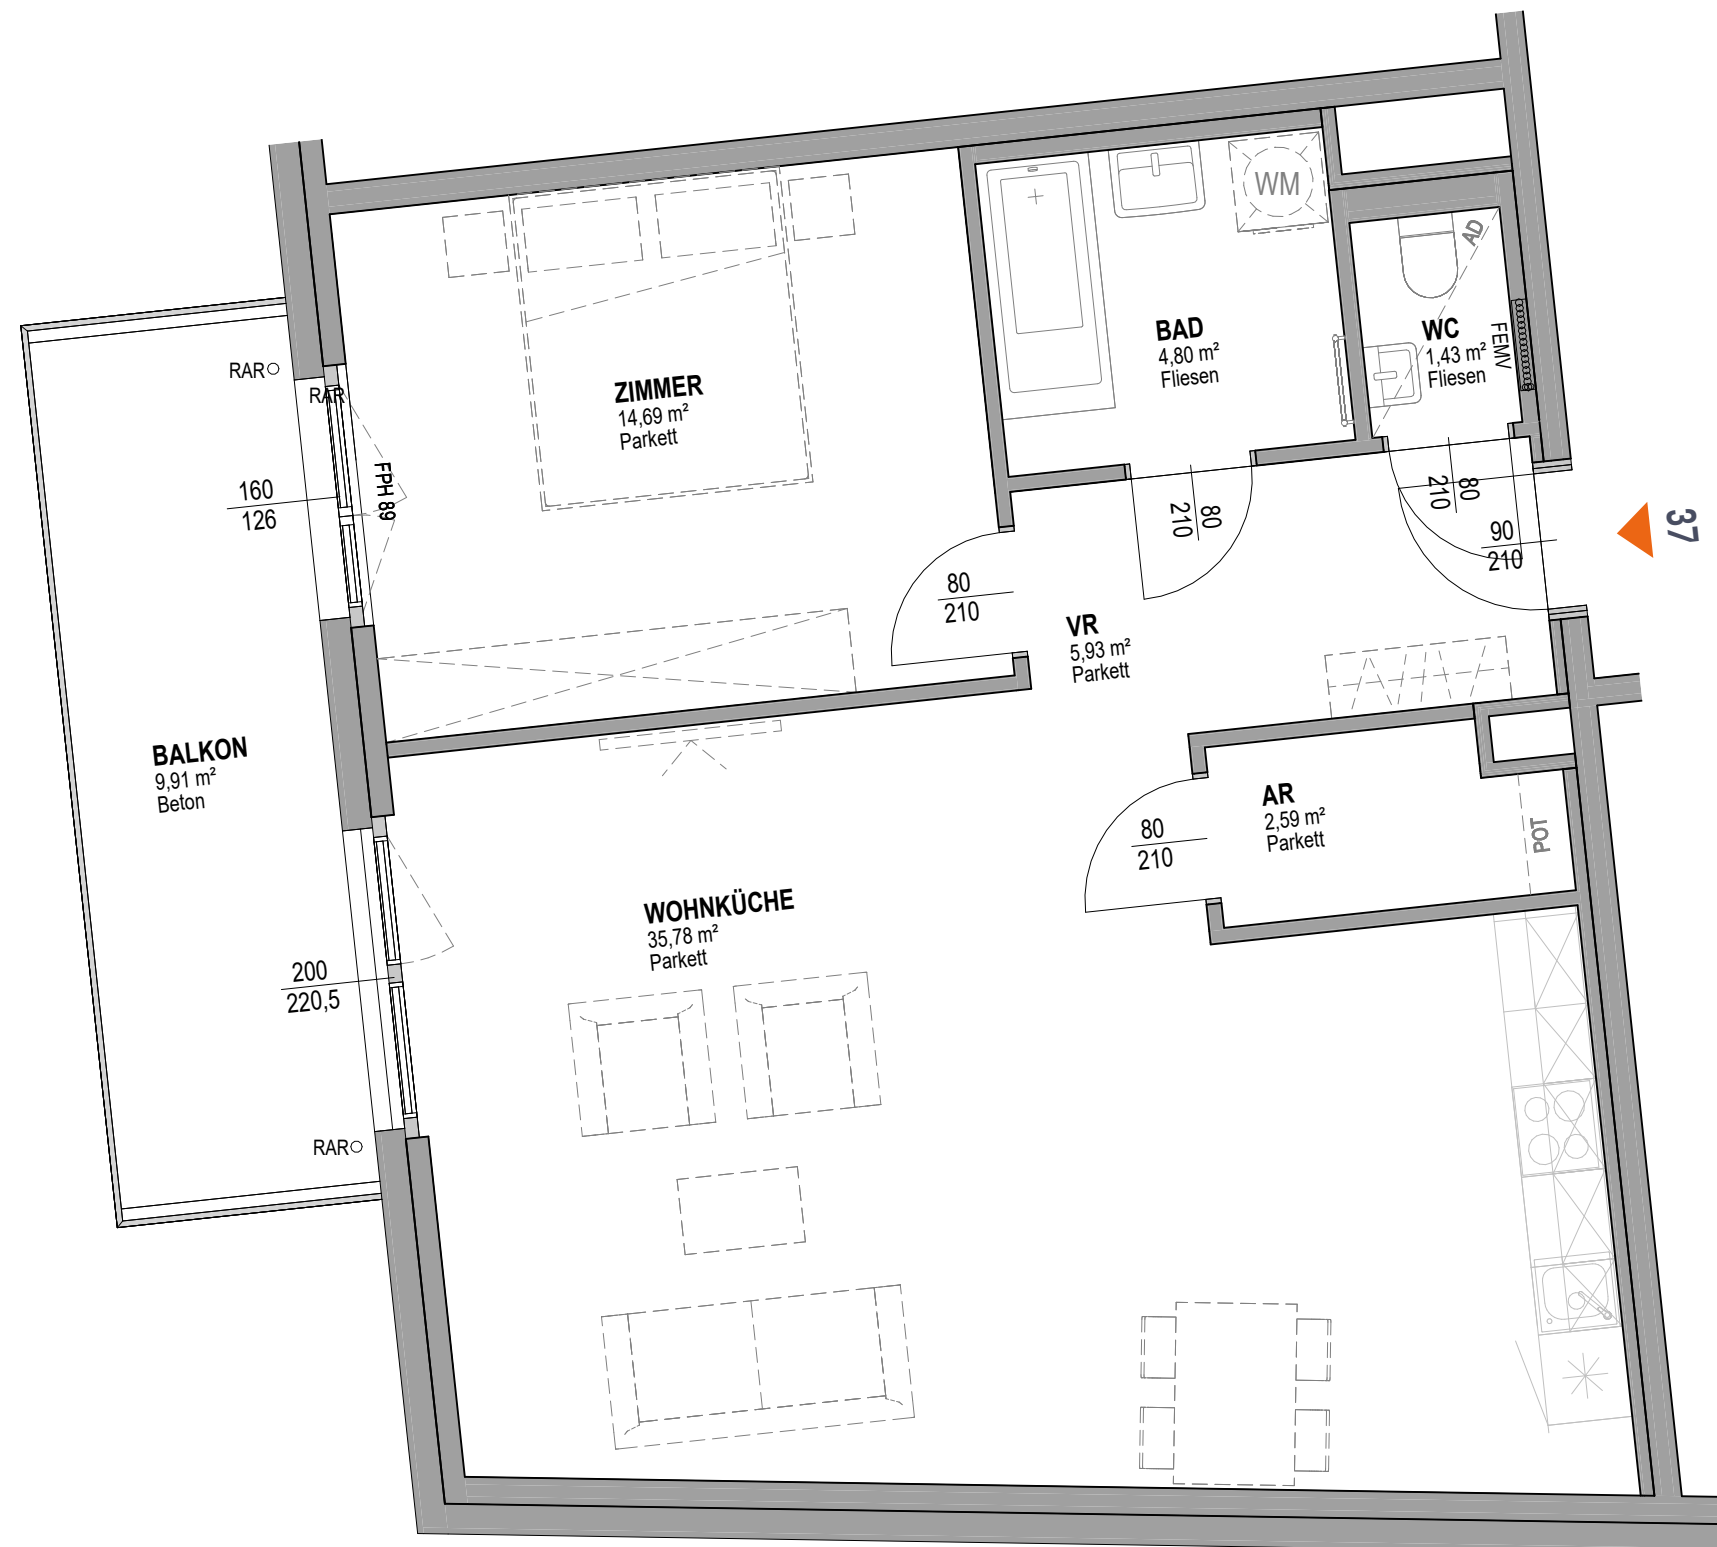 WM
AD
BAD
4,80 m²
Fliesen
WC
1,43 m²
Fliesen
FEMV
RAR
RAR
ZIMMER
14,69 m²
Parkett
FPH 89
160
126
80
210
80
210
90
210
37
80
210
VR
5,93 m²
Parkett
BALKON
9,91 m²
Beton
AR
2,59 m²
Parkett
POT
80
210
WOHNKÜCHE
35,78 m²
Parkett
200
220,5
RAR